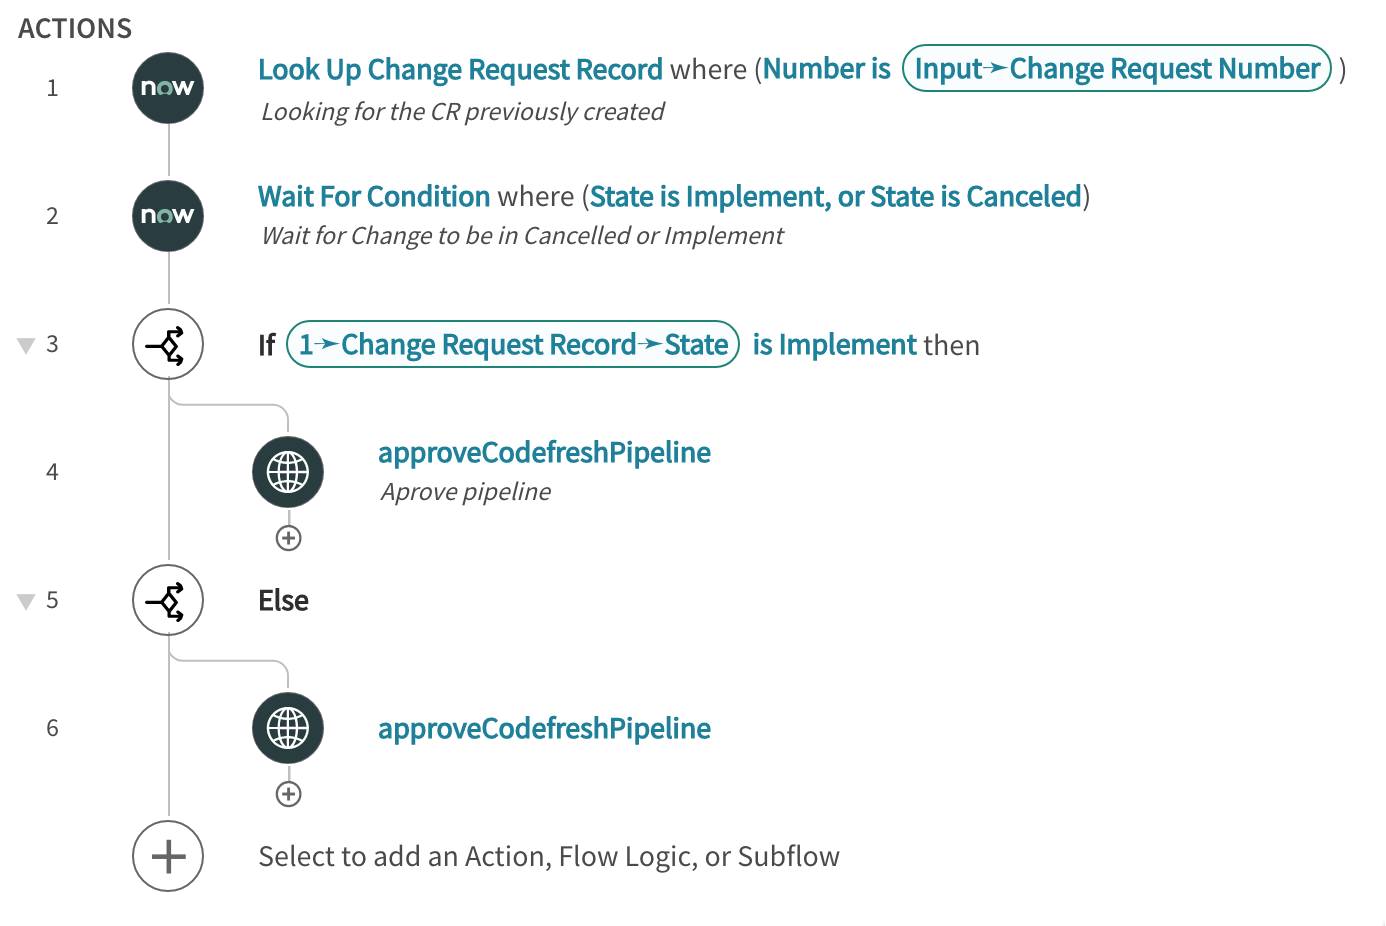 ACTIONS
1 now Look Up Change Request Record where (Number is Input→Change Request Number )
Looking for the CR previously created
2 now Wait For Condition where (State is Implement, or State is Canceled)
Wait for Change to be in Cancelled or Implement
3 If 1→Change Request Record→State is Implement then
4 approveCodefreshPipeline
Aprove pipeline
5 Else
6 approveCodefreshPipeline
Select to add an Action, Flow Logic, or Subflow